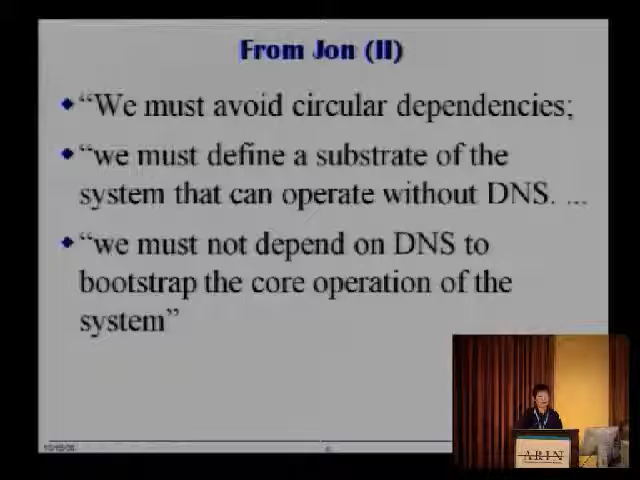 From Jon (II)
“We must avoid circular dependencies;
“we must define a substrate of the
system that can operate without DNS. ...
“we must not depend on DNS to
bootstrap the core operation of the
system”
ARIN